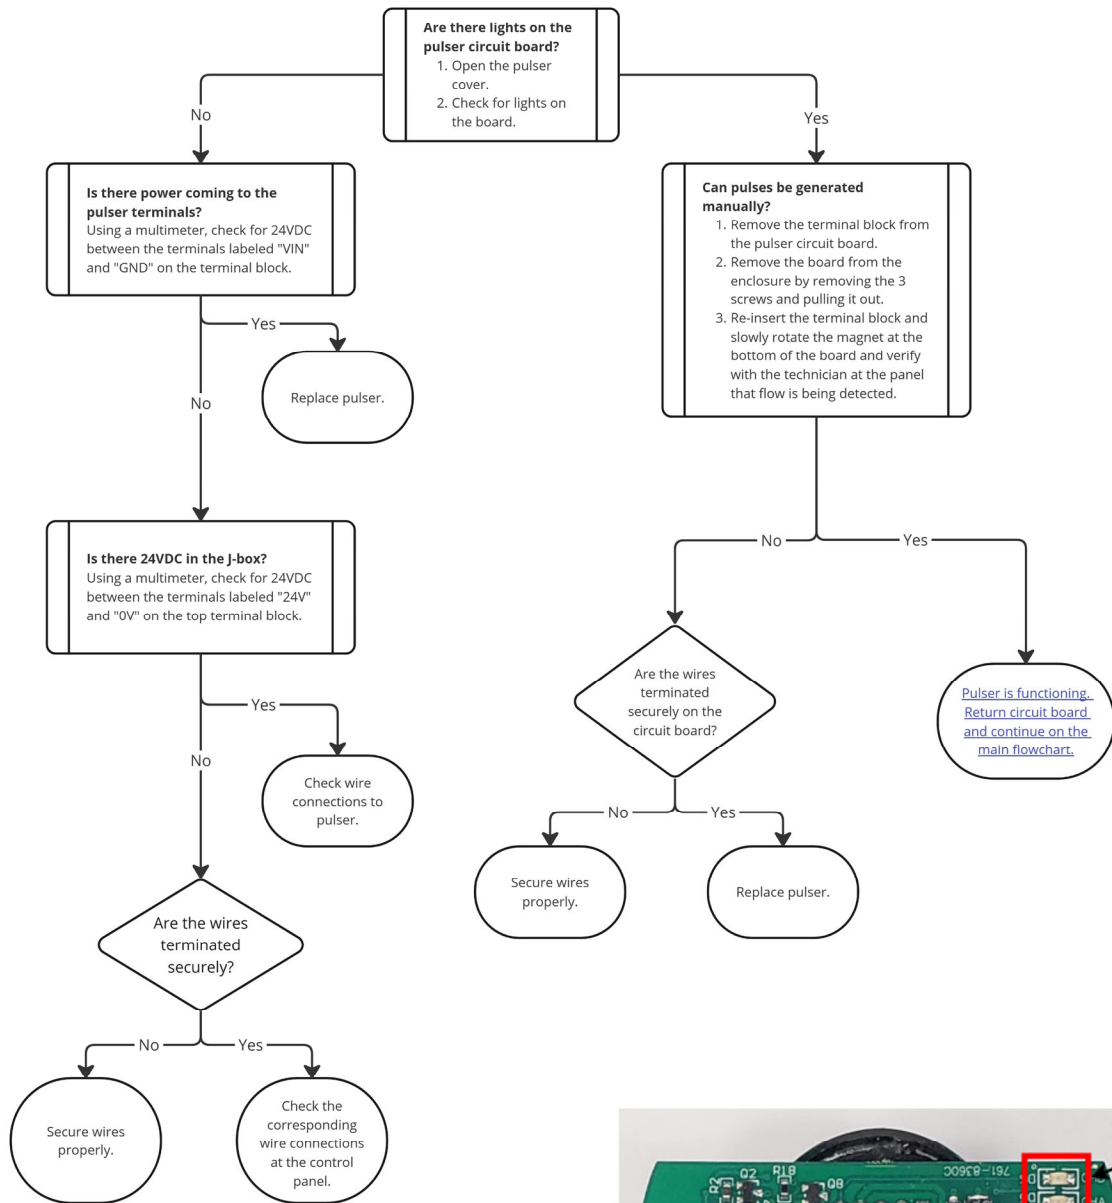 Are there lights on the
pulser circuit board?
1. Open the pulser
cover.
2. Check for lights on
the board.
No
Yes
Is there power coming to the
pulser terminals?
Using a multimeter, check for 24VDC
between the terminals labeled "VIN"
and "GND" on the terminal block.
Can pulses be generated
manually?
1. Remove the terminal block from
the pulser circuit board.
2. Remove the board from the
enclosure by removing the 3
screws and pulling it out.
3. Re-insert the terminal block and
slowly rotate the magnet at the
bottom of the board and verify
with the technician at the panel
that flow is being detected.
Yes
Replace pulser.
No
Is there 24VDC in the J-box?
Using a multimeter, check for 24VDC
between the terminals labeled "24V"
and "0V" on the top terminal block.
No
Yes
Are the wires
terminated
securely on the
circuit board?
Pulser is functioning.
Return circuit board
and continue on the
main flowchart.
Yes
No
Check wire
connections to
pulser.
No
Yes
Secure wires
properly.
Replace pulser.
Are the wires
terminated
securely?
No
Yes
Secure wires
properly.
Check the
corresponding
wire connections
at the control
panel.
761-8360C
Q2
R18
R2
Q8